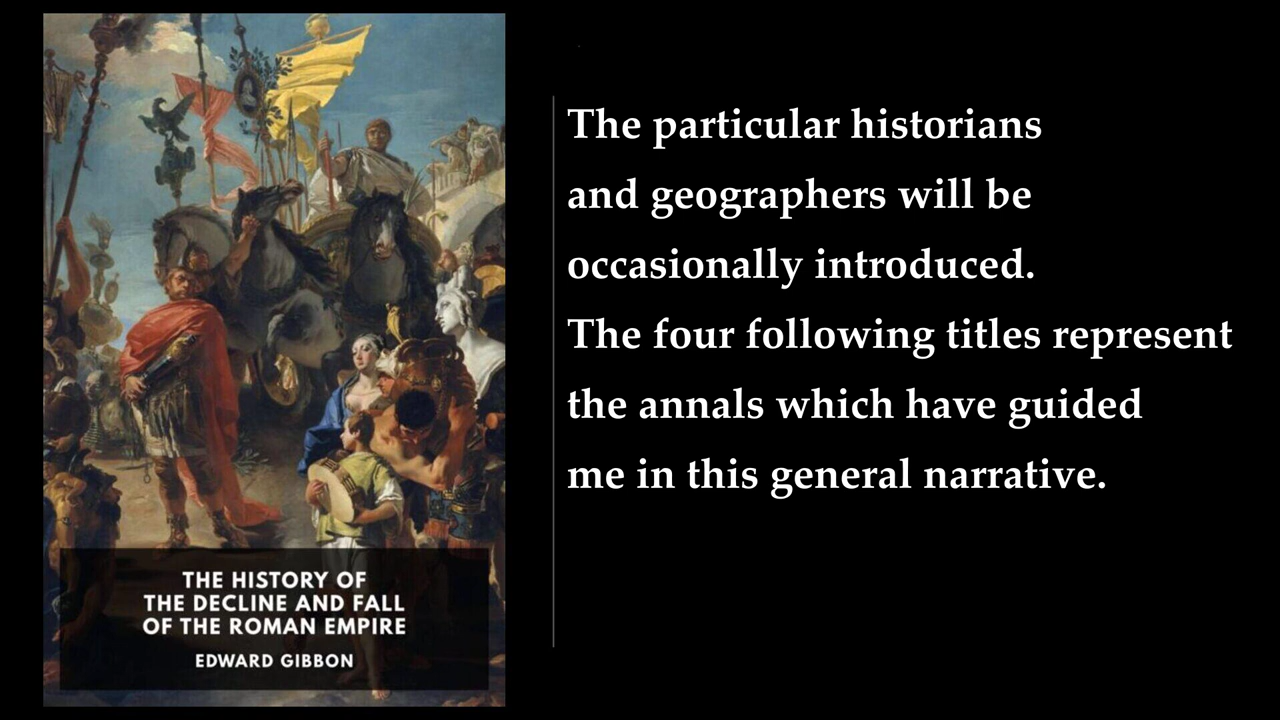 THE HISTORY OF
THE DECLINE AND FALL
OF THE ROMAN EMPIRE
EDWARD GIBBON
The particular historians
and geographers will be
occasionally introduced.
The four following titles represent
the annals which have guided
me in this general narrative.